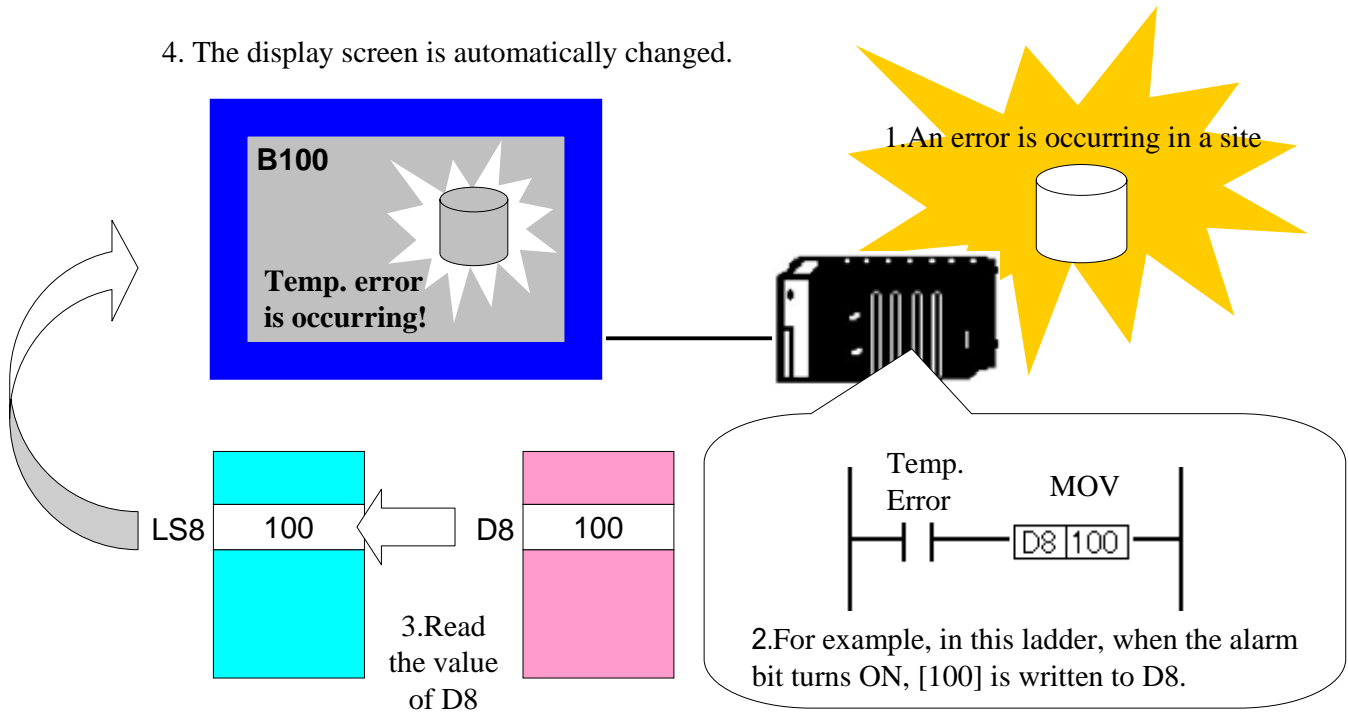 4. The display screen is automatically changed.
1.An error is occurring in a site
B100
Temp. error
is occurring!
Temp.
Error
MOV
D8 100
LS8
100
D8
100
3.Read
the value
of D8
2.For example, in this ladder, when the alarm
bit turns ON, [100] is written to D8.